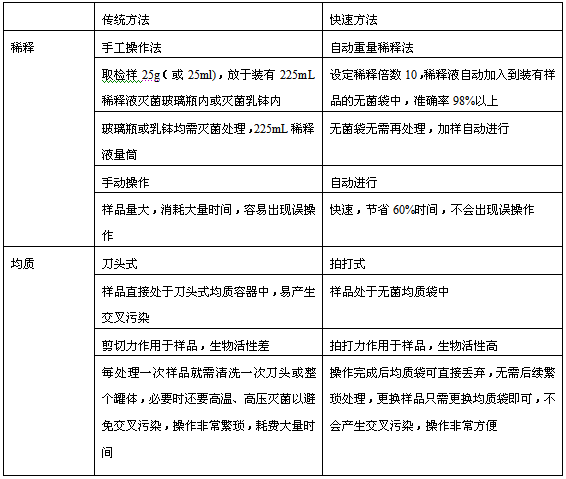 传统方法 快速方法
稀释 手工操作法 自动重量稀释法
取检样 25g（或 25ml），放于装有 225mL 设定稀释倍数 10，稀释液自动加入到装有样
稀释液灭菌玻璃瓶内或灭菌乳钵内 品的无菌袋中，准确率 98%以上
玻璃瓶或乳钵均需灭菌处理，225mL 稀释 无菌袋无需再处理，加样自动进行
液量筒
手动操作 自动进行
样品量大，消耗大量时间，容易出现误操 快速，节省 60%时间，不会出现误操作
作
均质 刀头式 拍打式
样品直接处于刀头式均质容器中，易产生 样品处于无菌均质袋中
交叉污染
剪切力作用于样品，生物活性差 拍打力作用于样品，生物活性高
每处理一次样品就需清洗一次刀头或整 操作完成后均质袋可直接丢弃，无需后续繁
个罐体，必要时还要高温、高压灭菌以避 琐处理，更换样品只需更换均质袋即可，不
免交叉污染，操作非常繁琐，耗费大量时 会产生交叉污染，操作非常方便
间